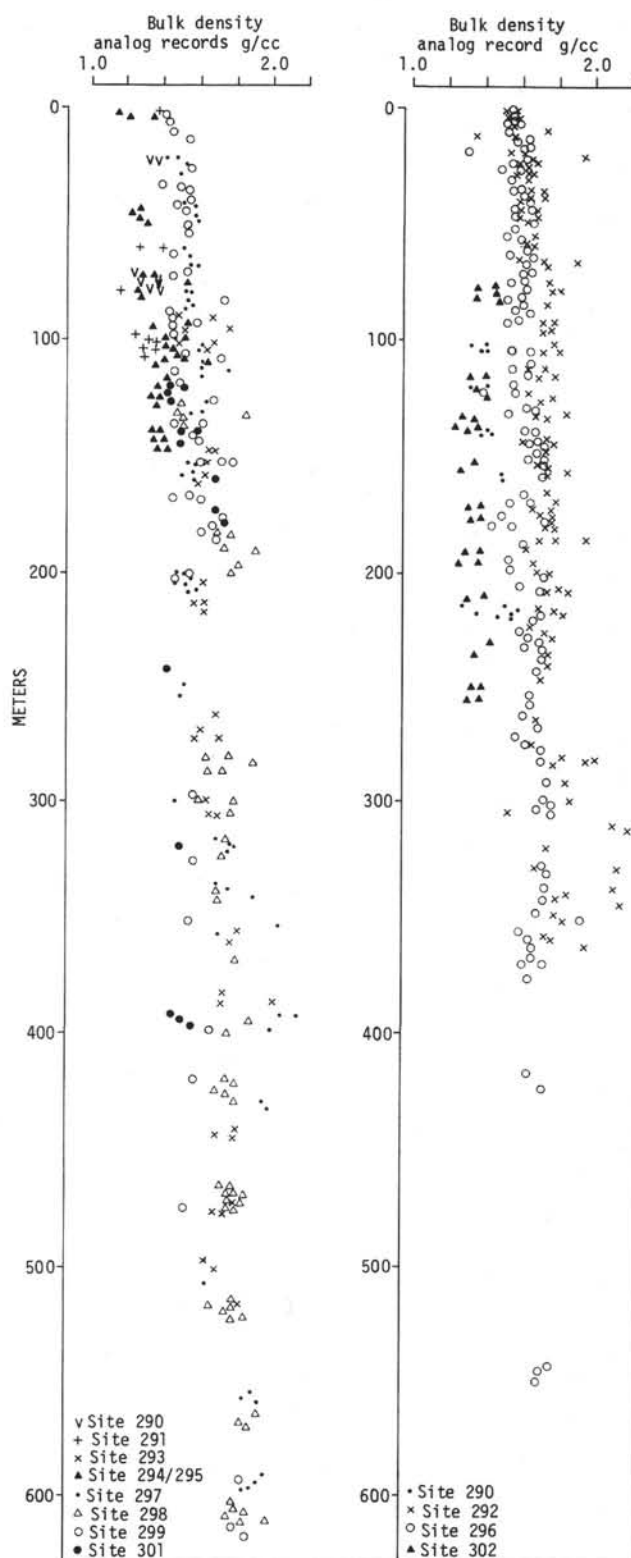 Bulk density
analog records g/cc
1.0 2.0
0
100
200
METERS
300
400
500
600
v Site 290
+ Site 291
× Site 293
▲ Site 294/295
• Site 297
△ Site 298
○ Site 299
● Site 301
Bulk density
analog record g/cc
1.0 2.0
0
100
200
300
400
500
600
• Site 290
× Site 292
○ Site 296
▲ Site 302